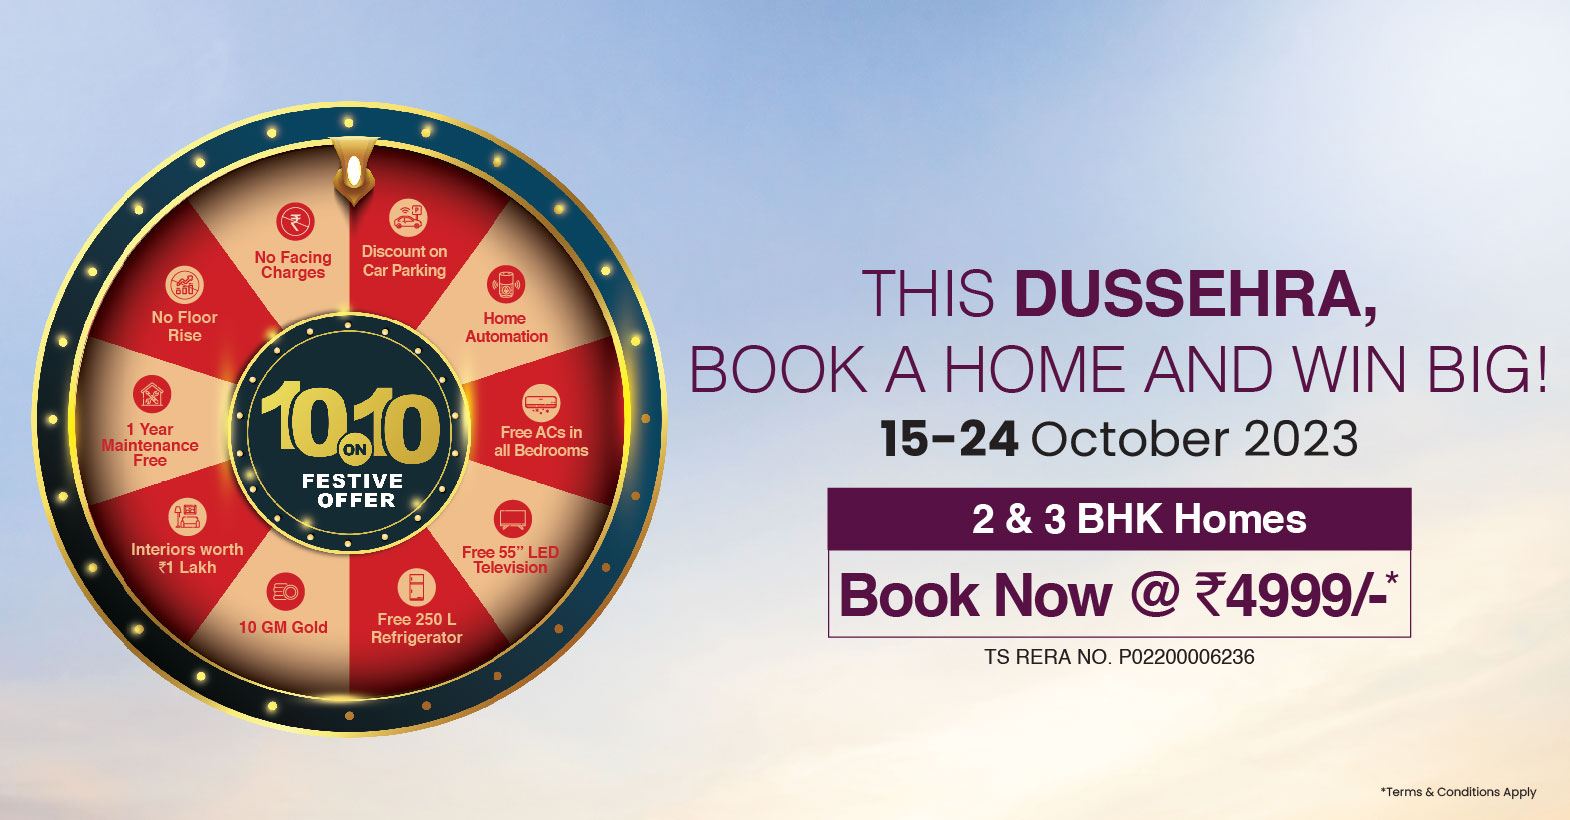 No Facing
Charges
Discount on
Car Parking
Home
Automation
Free ACs in
all Bedrooms
Free 55” LED
Television
Free 250 L
Refrigerator
10 GM Gold
Interiors worth
₹1 Lakh
1 Year
Maintenance
Free
No Floor
Rise
10 ON 10
FESTIVE
OFFER
THIS DUSSEHRA,
BOOK A HOME AND WIN BIG!
15-24 October 2023
2 & 3 BHK Homes
Book Now @ ₹4999/-*
TS RERA NO. P02200006236
*Terms & Conditions Apply